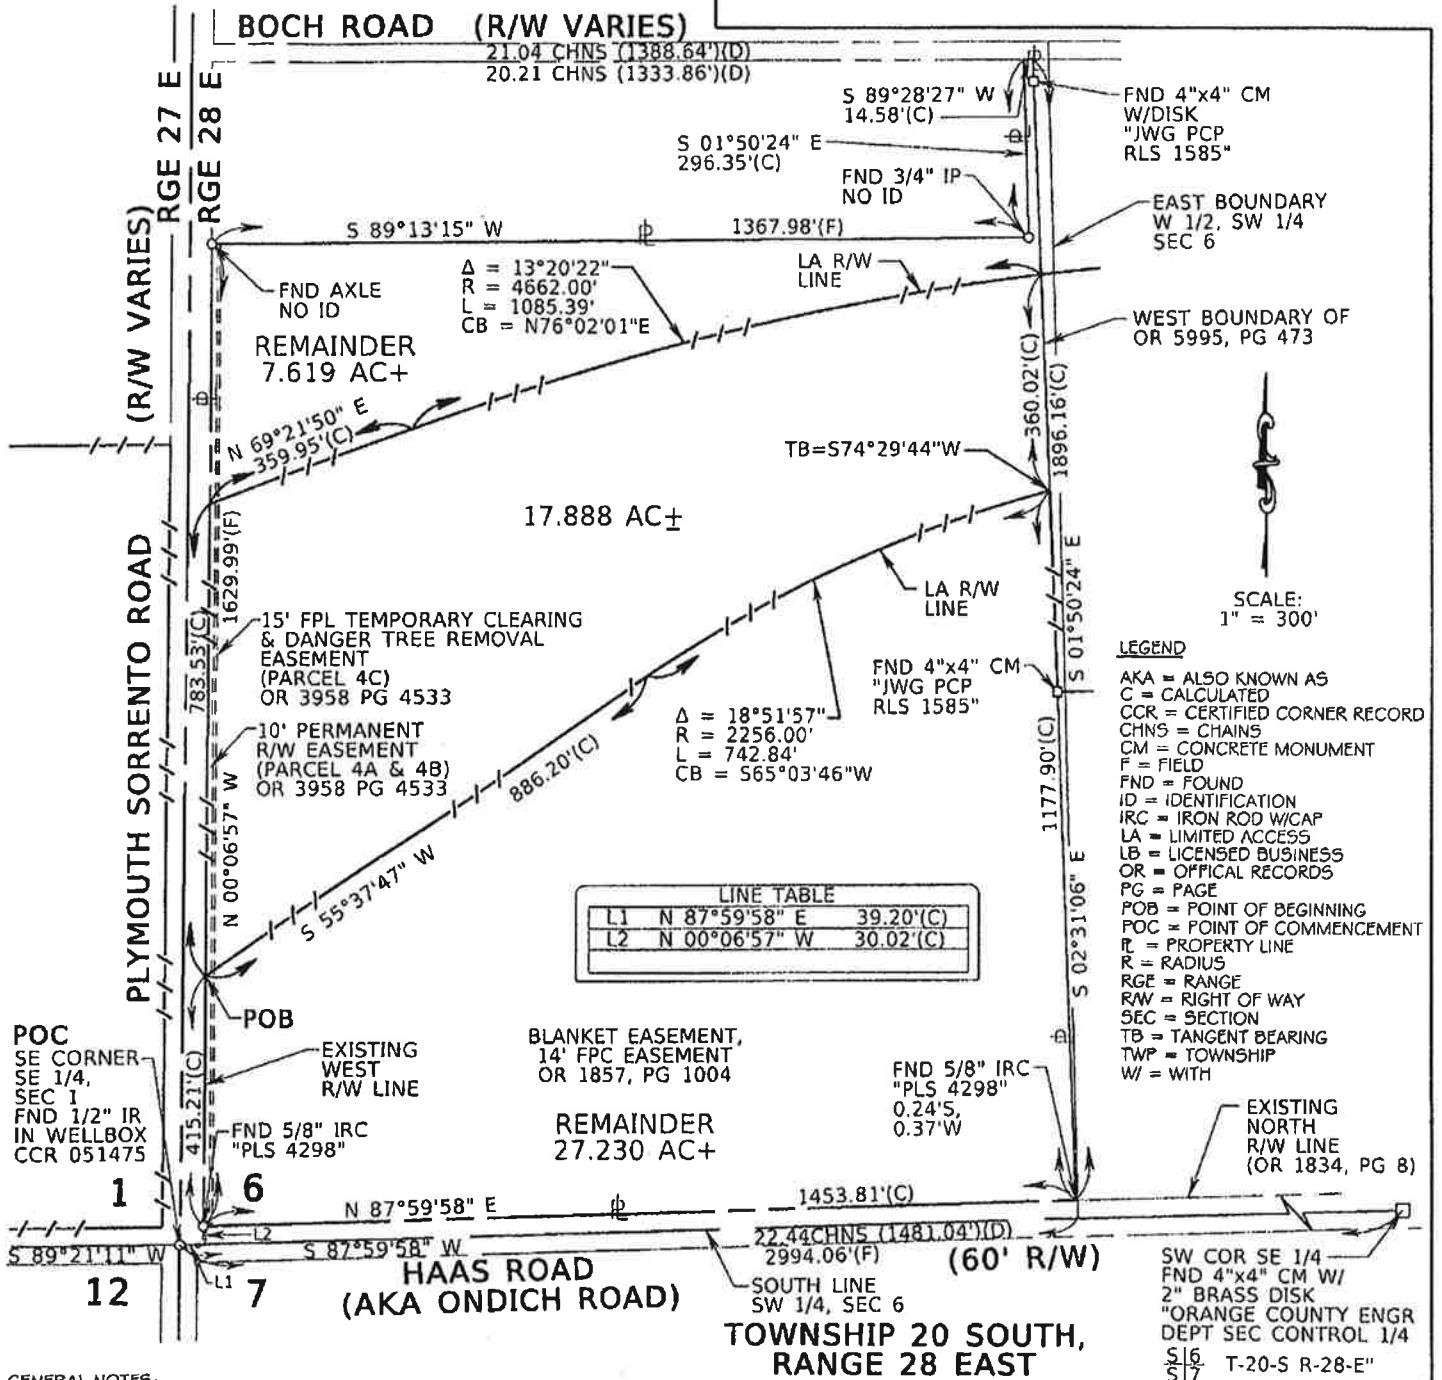 BOCH ROAD (R/W VARIES)
21.04 CHNS (1388.64')(D)
20.21 CHNS (1333.86')(D)
RGE 27 E
RGE 28 E
S 89°28'27" W
14.58'(C)
S 01°50'24" E
296.35'(C)
FND 3/4" IP
NO ID
FND 4"x4" CM
W/DISK
"JWG PCP
RLS 1585"
EAST BOUNDARY
W 1/2, SW 1/4
SEC 6
WEST BOUNDARY OF
OR 5995, PG 473
S 89°13'15" W
1367.98'(F)
FND AXLE
NO ID
Δ = 13°20'22"
R = 4662.00'
L = 1085.39'
CB = N76°02'01"E
LA R/W
LINE
REMAINDER
7.619 AC+
N 69°21'50" E
359.95'(C)
360.02'(C)
1896.16'(C)
TB=S74°29'44"W
17.888 AC±
PLYMOUTH SORRENTO ROAD (R/W VARIES)
1629.99'(F)
783.53'(C)
N 00°06'57" W
15' FPL TEMPORARY CLEARING
& DANGER TREE REMOVAL
EASEMENT
(PARCEL 4C)
OR 3958 PG 4533
10' PERMANENT
R/W EASEMENT
(PARCEL 4A & 4B)
OR 3958 PG 4533
LA R/W
LINE
S 01°50'24" E
FND 4"x4" CM
"JWG PCP
RLS 1585"
Δ = 18°51'57"
R = 2256.00'
L = 742.84'
CB = S65°03'46"W
886.20'(C)
S 55°37'47" W
1177.90'(C)
S 02°31'06" E
SCALE:
1" = 300'
LEGEND
AKA = ALSO KNOWN AS
C = CALCULATED
CCR = CERTIFIED CORNER RECORD
CHNS = CHAINS
CM = CONCRETE MONUMENT
F = FIELD
FND = FOUND
ID = IDENTIFICATION
IRC = IRON ROD W/CAP
LA = LIMITED ACCESS
LB = LICENSED BUSINESS
OR = OFFICAL RECORDS
PG = PAGE
POB = POINT OF BEGINNING
POC = POINT OF COMMENCEMENT
PL = PROPERTY LINE
R = RADIUS
RGE = RANGE
R/W = RIGHT OF WAY
SEC = SECTION
TB = TANGENT BEARING
TWP = TOWNSHIP
W/ = WITH
LINE TABLE
L1 N 87°59'58" E 39.20'(C)
L2 N 00°06'57" W 30.02'(C)
POB
POC
SE CORNER
SE 1/4,
SEC 1
FND 1/2" IR
IN WELLBOX
CCR 051475
415.21'(C)
EXISTING
WEST
R/W LINE
FND 5/8" IRC
"PLS 4298"
BLANKET EASEMENT,
14' FPC EASEMENT
OR 1857, PG 1004
REMAINDER
27.230 AC+
FND 5/8" IRC
"PLS 4298"
0.24'S,
0.37'W
EXISTING
NORTH
R/W LINE
(OR 1834, PG 8)
1
6
12
7
N 87°59'58" E
1453.81'(C)
L2
S 89°21'11" W
S 87°59'58" W
22.44CHNS (1481.04')(D)
2994.06'(F)
L1
HAAS ROAD
(AKA ONDICH ROAD)
(60' R/W)
SOUTH LINE
SW 1/4, SEC 6
SW COR SE 1/4
FND 4"x4" CM W/
2" BRASS DISK
"ORANGE COUNTY ENGR
DEPT SEC CONTROL 1/4
S 6
S 7
T-20-S R-28-E"
TOWNSHIP 20 SOUTH,
RANGE 28 EAST
GENERAL NOTES: